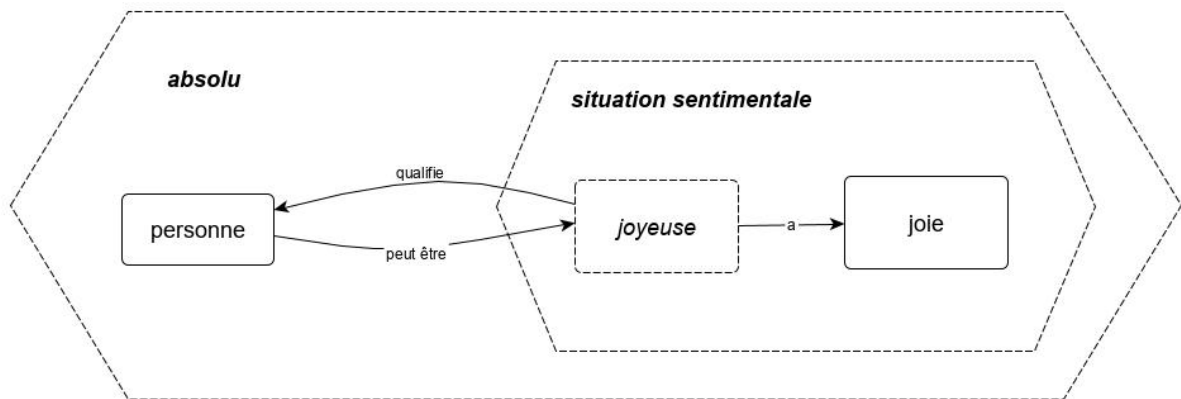 absolu
situation sentimentale
qualifie
personne
peut être
joyeuse
a
joie